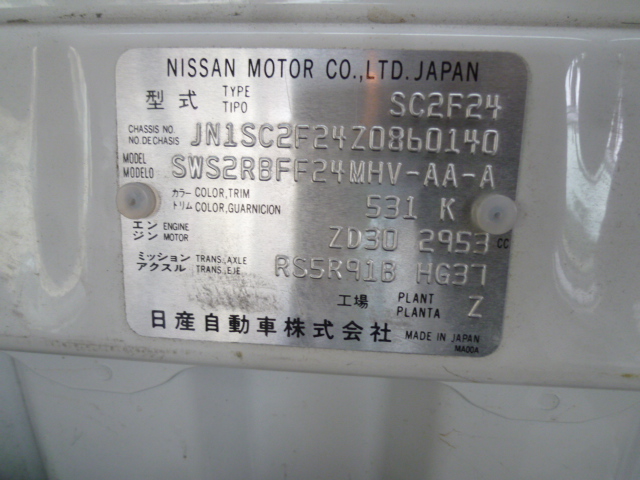 NISSAN MOTOR CO.,LTD. JAPAN
型式 TYPE TIPO SC2F24
CHASSIS NO. NO.DECHASIS JN1SC2F24Z0860140
MODEL MODELO SWS2RBFF24MHV-AA-A
カラー COLOR,TRIM
トリム COLOR,GUARNICION 531 K
エンジン ENGINE MOTOR ZD30 2953 CC
ミッション アクスル TRANS,AXLE TRANS,EJE RS5R91B HG37
工場 PLANT PLANTA Z
日産自動車株式会社 MADE IN JAPAN
MA00A